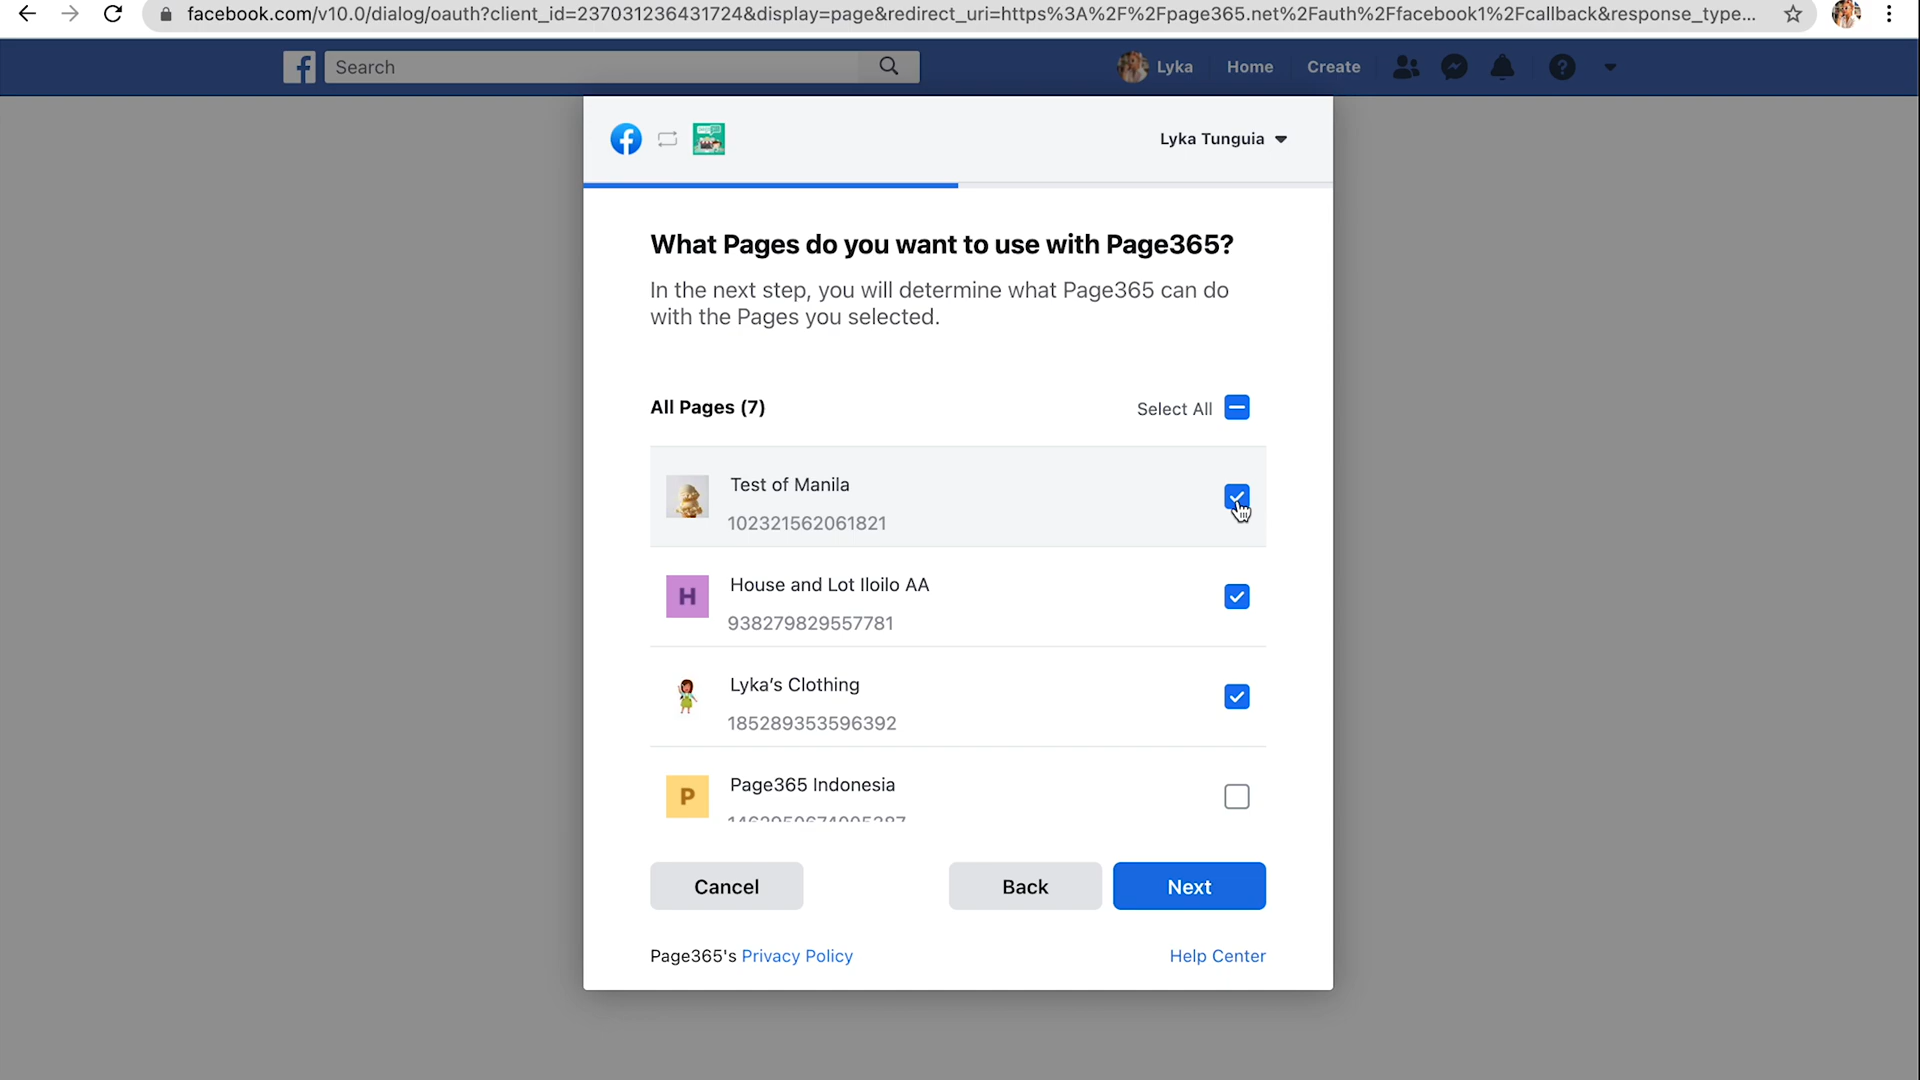 facebook.com/v10.0/dialog/oauth?client_id=237031236431724&display=page&redirect_uri=https%3A%2F%2Fpage365.net%2Fauth%2Ffacebook1%2Fcallback&response_type...
Search
Lyka
Home
Create
Lyka Tunguia
What Pages do you want to use with Page365?
In the next step, you will determine what Page365 can do
with the Pages you selected.
All Pages (7)
Select All
Test of Manila
102321562061821
H
House and Lot Iloilo AA
938279829557781
Lyka's Clothing
185289353596392
P
Page365 Indonesia
Cancel
Back
Next
Page365's Privacy Policy
Help Center